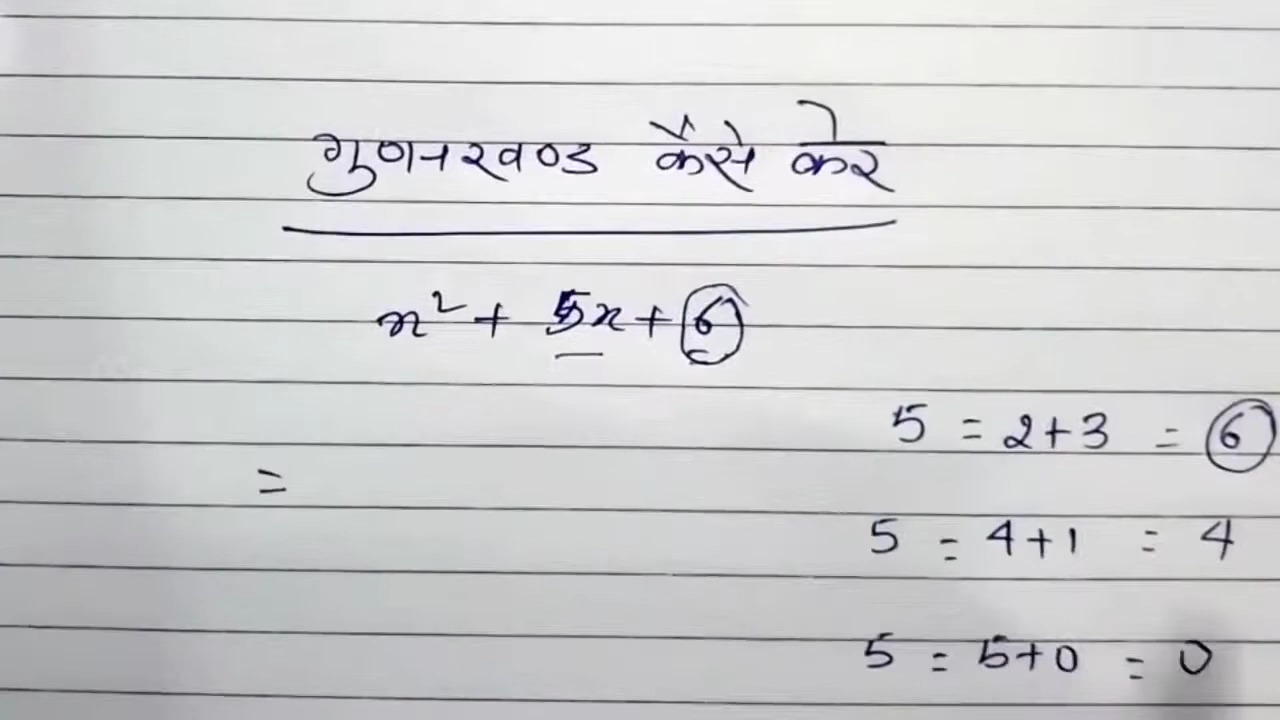 गुणनखण्ड कैसे करे
x² + 5x + 6
5 = 2+3 = 6
=
5 = 4+1 = 4
5 = 5+0 = 0